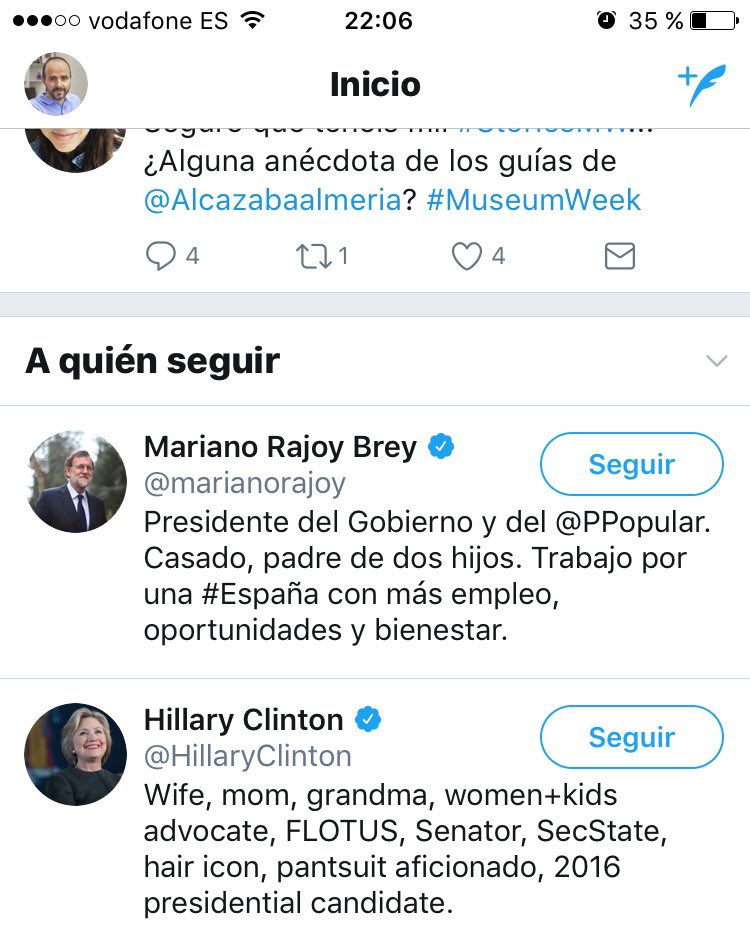 vodafone ES 22:06 35 %
Inicio
¿Alguna anécdota de los guías de
@Alcazabaalmeria? #MuseumWeek
4 1 4
A quién seguir
Mariano Rajoy Brey
@marianorajoy
Seguir
Presidente del Gobierno y del @PPopular.
Casado, padre de dos hijos. Trabajo por
una #España con más empleo,
oportunidades y bienestar.
Hillary Clinton
@HillaryClinton
Seguir
Wife, mom, grandma, women+kids
advocate, FLOTUS, Senator, SecState,
hair icon, pantsuit aficionado, 2016
presidential candidate.